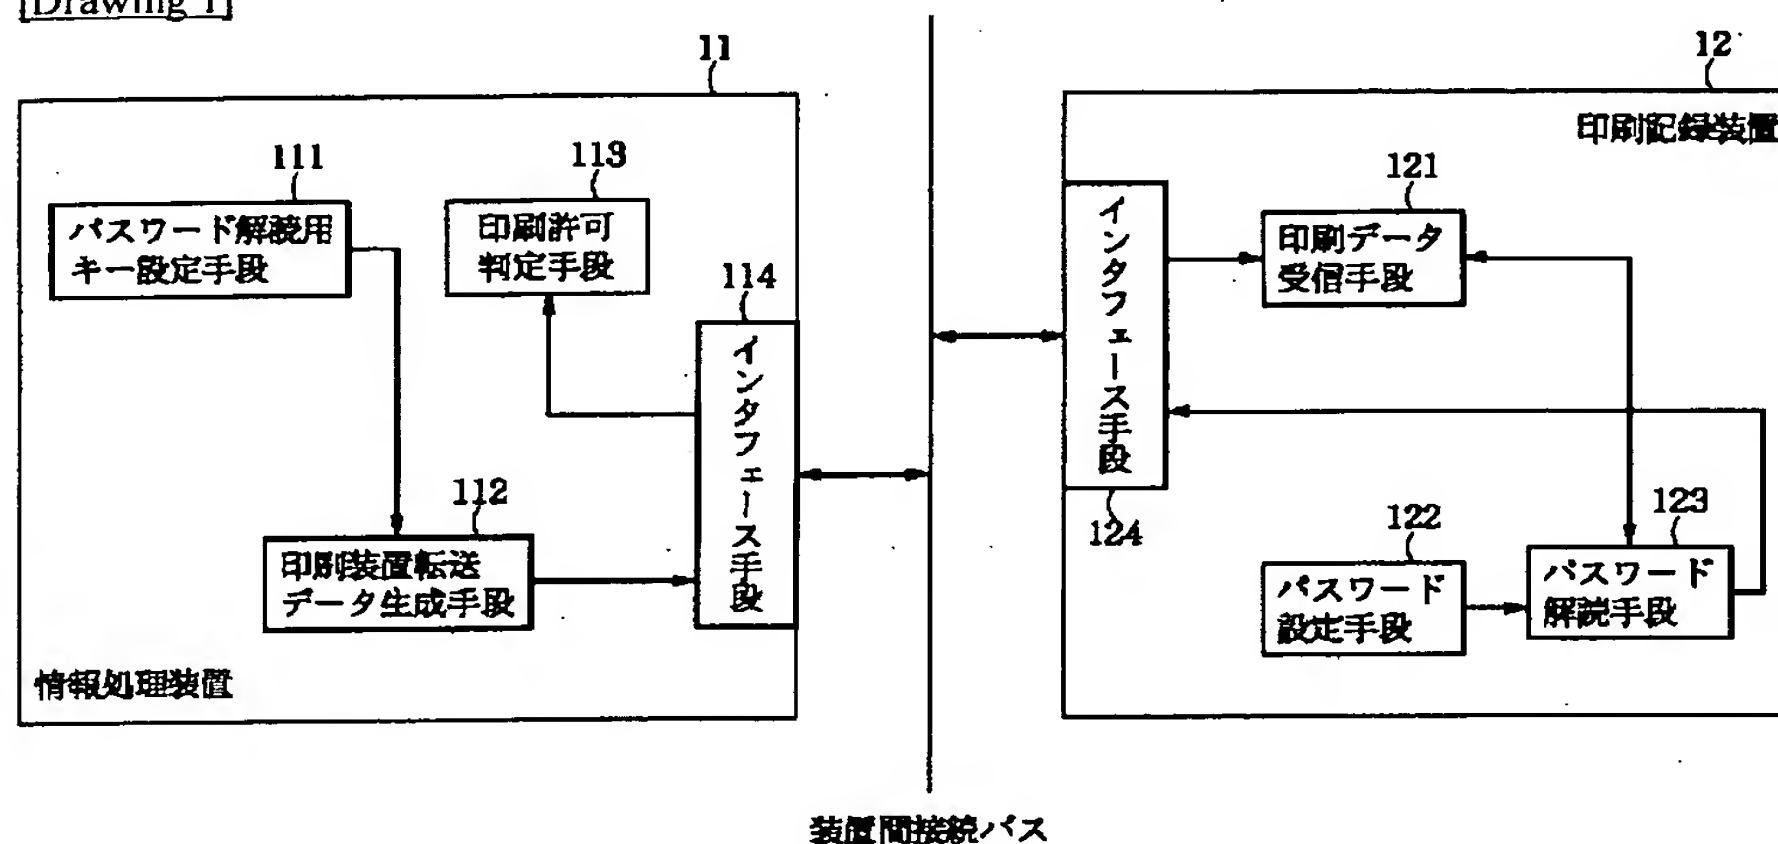 [Drawing 1]
11
12
印刷記録装置
111
パスワード解読用
キー設定手段
113
印刷許可
判定手段
114
インタフェース手段
112
印刷装置転送
データ生成手段
情報処理装置
インタフェース手段
124
121
印刷データ
受信手段
122
パスワード
設定手段
123
パスワード
解読手段
装置間接続バス